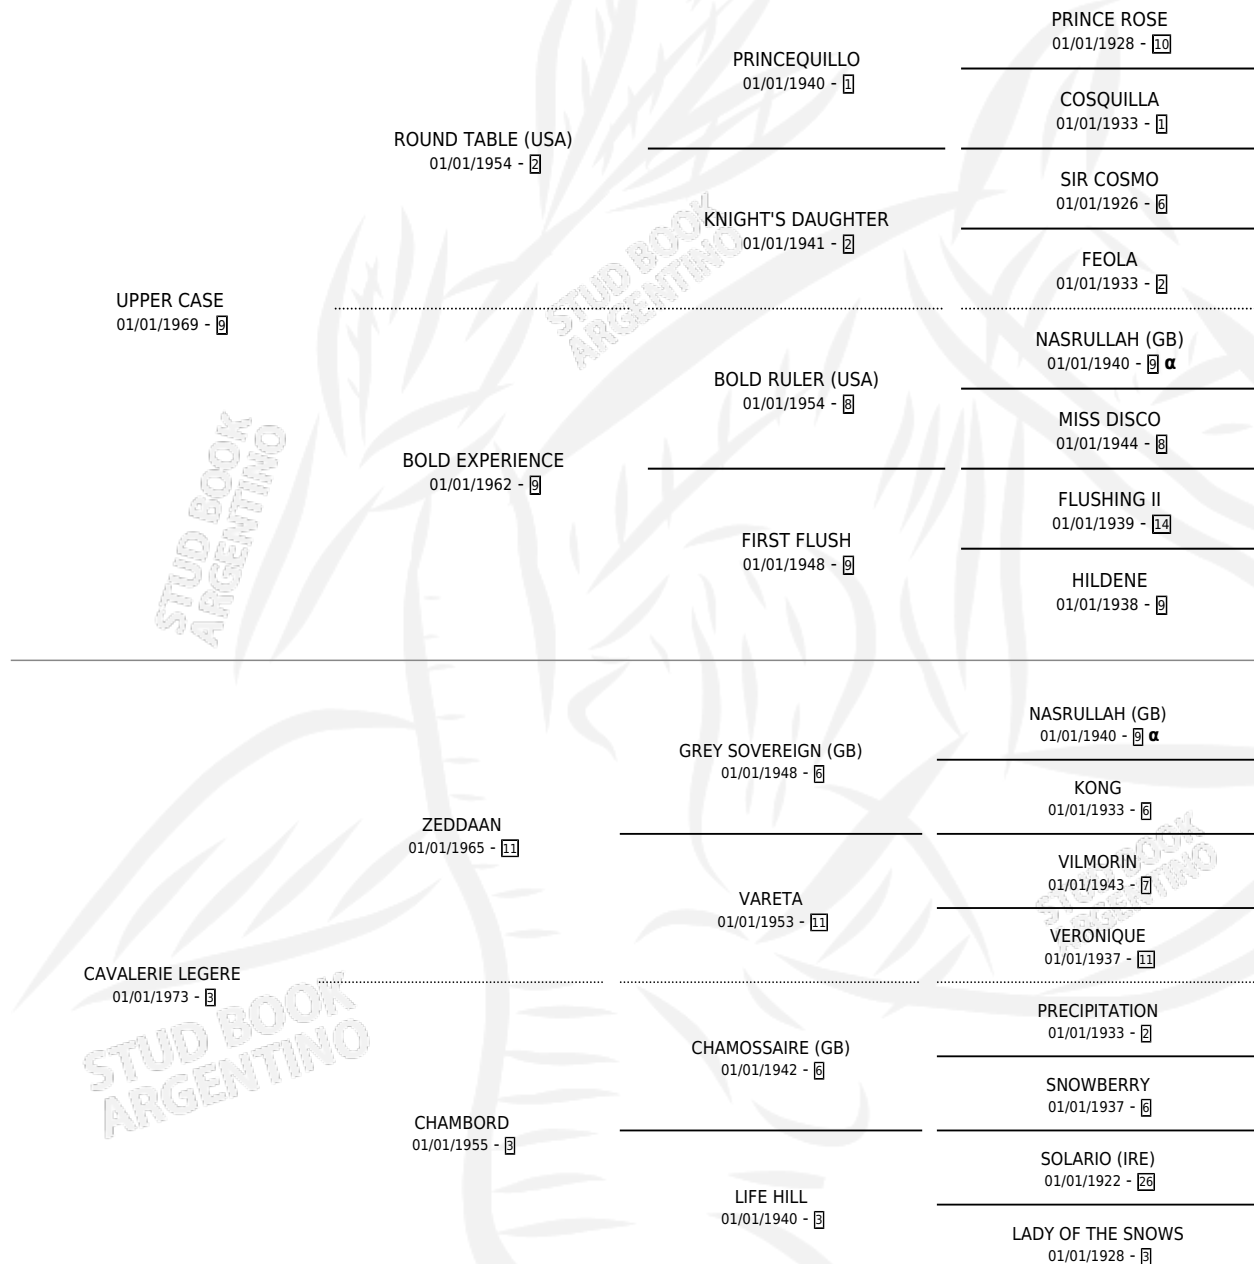 PRINCE ROSE
01/01/1928 - 10
PRINCEQUILLO
01/01/1940 - 1
COSQUILLA
01/01/1933 - 1
ROUND TABLE (USA)
01/01/1954 - 2
SIR COSMO
01/01/1926 - 6
KNIGHT'S DAUGHTER
01/01/1941 - 2
FEOLA
01/01/1933 - 2
UPPER CASE
01/01/1969 - 9
STUD BOOK
ARGENTINO
NASRULLAH (GB)
01/01/1940 - 9 α
BOLD RULER (USA)
01/01/1954 - 8
MISS DISCO
01/01/1944 - 8
BOLD EXPERIENCE
01/01/1962 - 9
STUD BOOK
ARGENTINO
FLUSHING II
01/01/1939 - 14
FIRST FLUSH
01/01/1948 - 9
HILDENE
01/01/1938 - 9
NASRULLAH (GB)
01/01/1940 - 9 α
GREY SOVEREIGN (GB)
01/01/1948 - 6
KONG
01/01/1933 - 6
ZEDDAAN
01/01/1965 - 11
VILMORIN
01/01/1943 - 7
STUD BOOK
ARGENTINO
VARETA
01/01/1953 - 11
VERONIQUE
01/01/1937 - 11
CAVALERIE LEGERE
01/01/1973 - 3
STUD BOOK
ARGENTINO
PRECIPITATION
01/01/1933 - 2
CHAMOSSAIRE (GB)
01/01/1942 - 6
SNOWBERRY
01/01/1937 - 6
CHAMBORD
01/01/1955 - 3
SOLARIO (IRE)
01/01/1922 - 26
LIFE HILL
01/01/1940 - 3
LADY OF THE SNOWS
01/01/1928 - 3